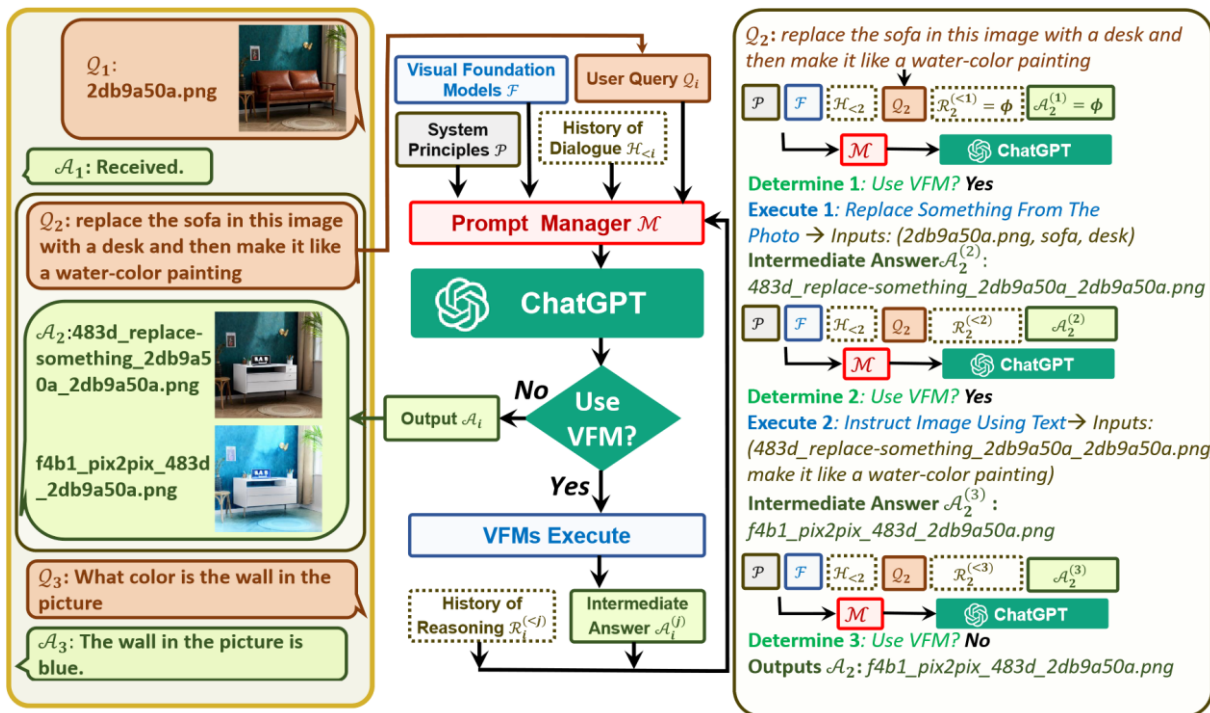 Q₁:
2db9a50a.png
A₁: Received.
Q₂: replace the sofa in this image
with a desk and then make it like
a water-color painting
A₂:483d_replace-
something_2db9a5
0a_2db9a50a.png
f4b1_pix2pix_483d
_2db9a50a.png
Q₃: What color is the wall in the
picture
A₃: The wall in the picture is
blue.
Visual Foundation
Models F
User Query Qᵢ
System
Principles P
History of
Dialogue H<i
Prompt Manager M
ChatGPT
Use
VFM?
No
Output Aᵢ
Yes
VFMs Execute
History of
Reasoning Rᵢ^(<j)
Intermediate
Answer Aᵢ^(j)
Q₂: replace the sofa in this image with a desk and
then make it like a water-color painting
P F H<2 Q₂ R₂^(<1) = ϕ A₂^(1) = ϕ
M ChatGPT
Determine 1: Use VFM? Yes
Execute 1: Replace Something From The
Photo → Inputs: (2db9a50a.png, sofa, desk)
Intermediate Answer A₂^(2):
483d_replace-something_2db9a50a_2db9a50a.png
P F H<2 Q₂ R₂^(<2) A₂^(2)
M ChatGPT
Determine 2: Use VFM? Yes
Execute 2: Instruct Image Using Text→ Inputs:
(483d_replace-something_2db9a50a_2db9a50a.png
make it like a water-color painting)
Intermediate Answer A₂^(3) :
f4b1_pix2pix_483d_2db9a50a.png
P F H<2 Q₂ R₂^(<3) A₂^(3)
M ChatGPT
Determine 3: Use VFM? No
Outputs A₂: f4b1_pix2pix_483d_2db9a50a.png